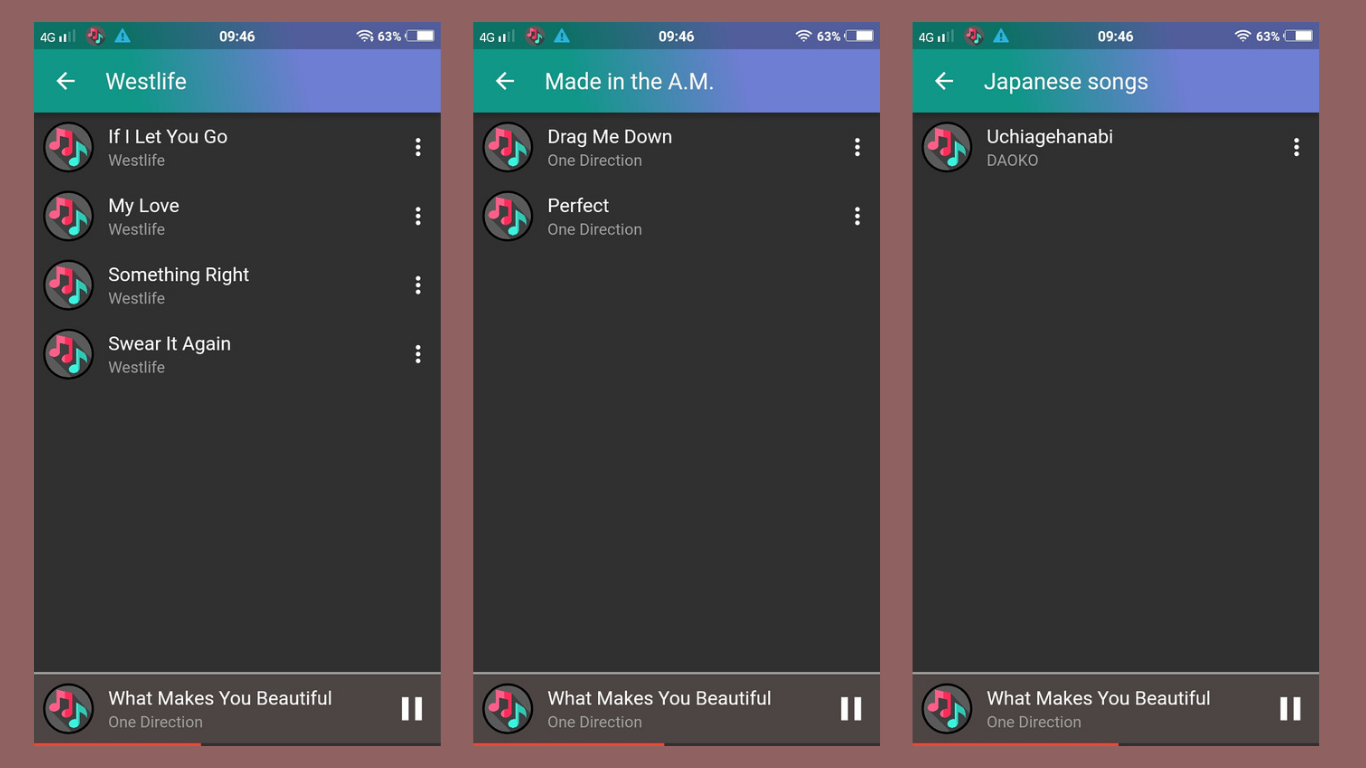 4G 09:46 63%
Westlife
If I Let You Go
Westlife
My Love
Westlife
Something Right
Westlife
Swear It Again
Westlife
What Makes You Beautiful
One Direction
4G 09:46 63%
Made in the A.M.
Drag Me Down
One Direction
Perfect
One Direction
What Makes You Beautiful
One Direction
4G 09:46 63%
Japanese songs
Uchiagehanabi
DAOKO
What Makes You Beautiful
One Direction